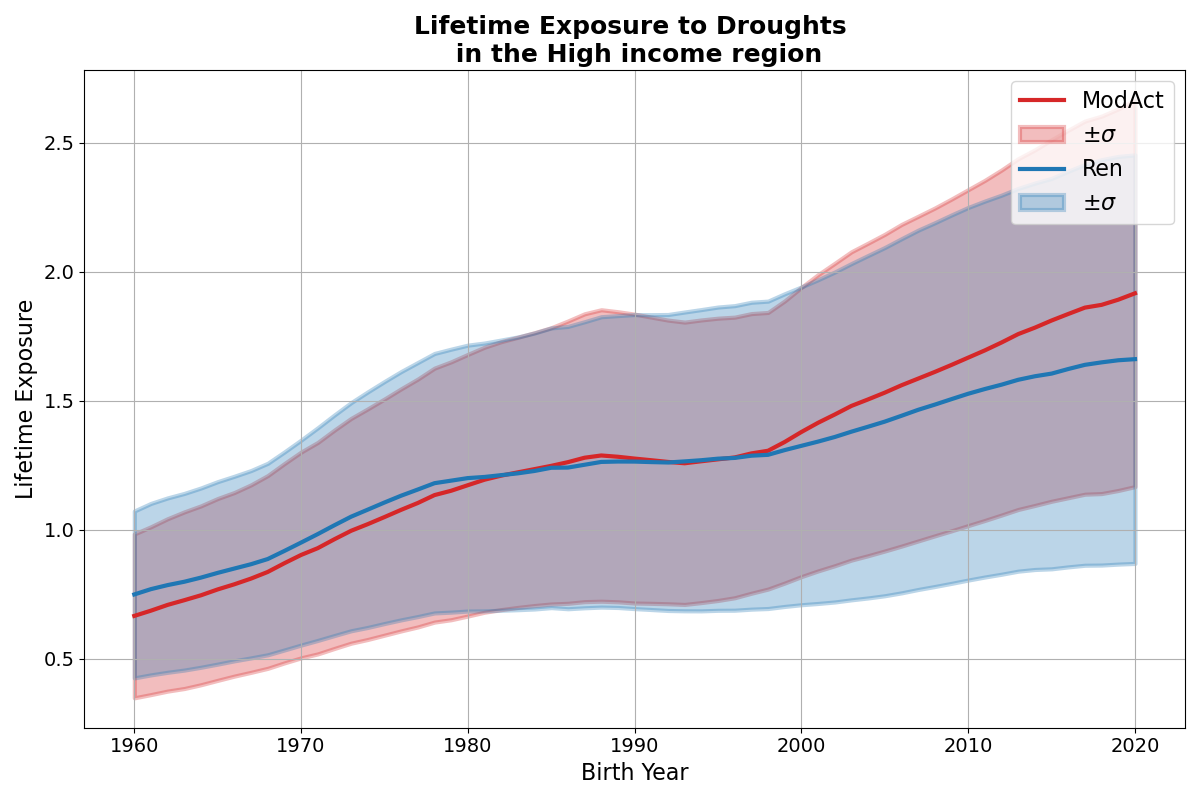 Lifetime Exposure to Droughts
in the High income region
ModAct
±σ
Ren
±σ
Lifetime Exposure
2.5
2.0
1.5
1.0
0.5
1960 1970 1980 1990 2000 2010 2020
Birth Year